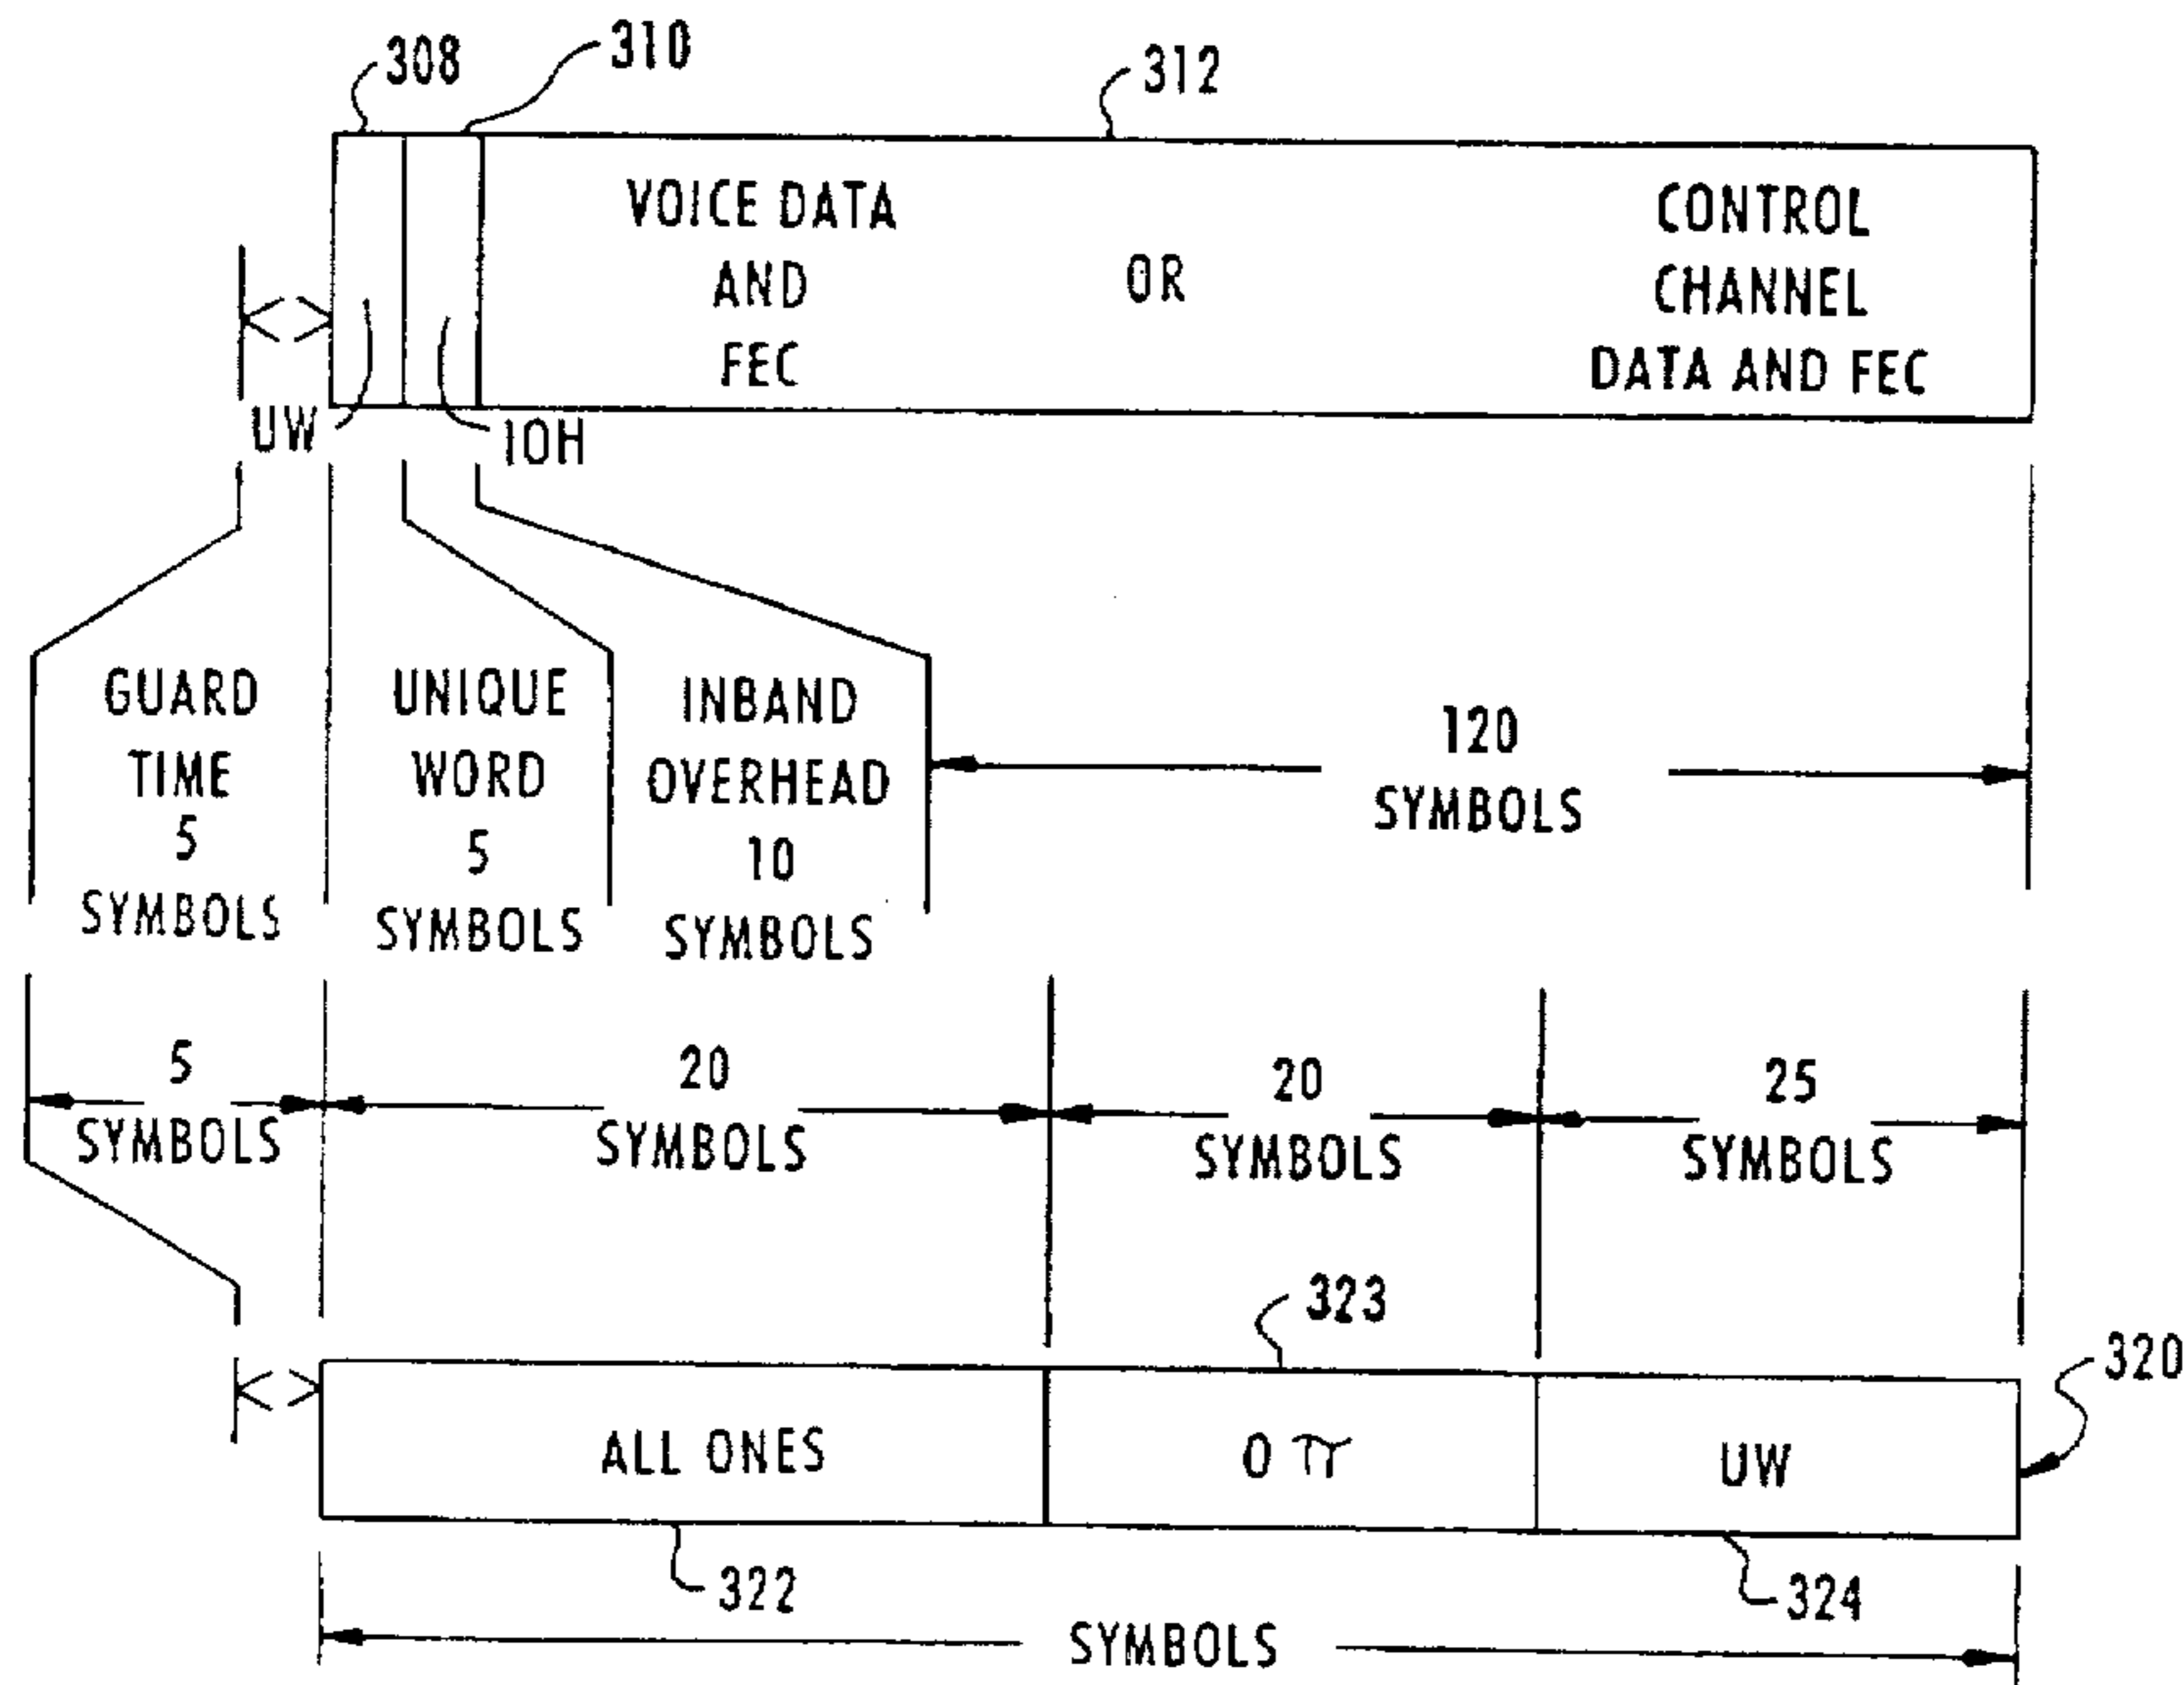 308
310
312
VOICE DATA
AND
FEC
OR
CONTROL
CHANNEL
DATA AND FEC
UW
IOH
GUARD
TIME
5
SYMBOLS
UNIQUE
WORD
5
SYMBOLS
INBAND
OVERHEAD
10
SYMBOLS
120
SYMBOLS
5
SYMBOLS
20
SYMBOLS
20
SYMBOLS
25
SYMBOLS
323
320
ALL ONES
0 π
UW
322
324
SYMBOLS